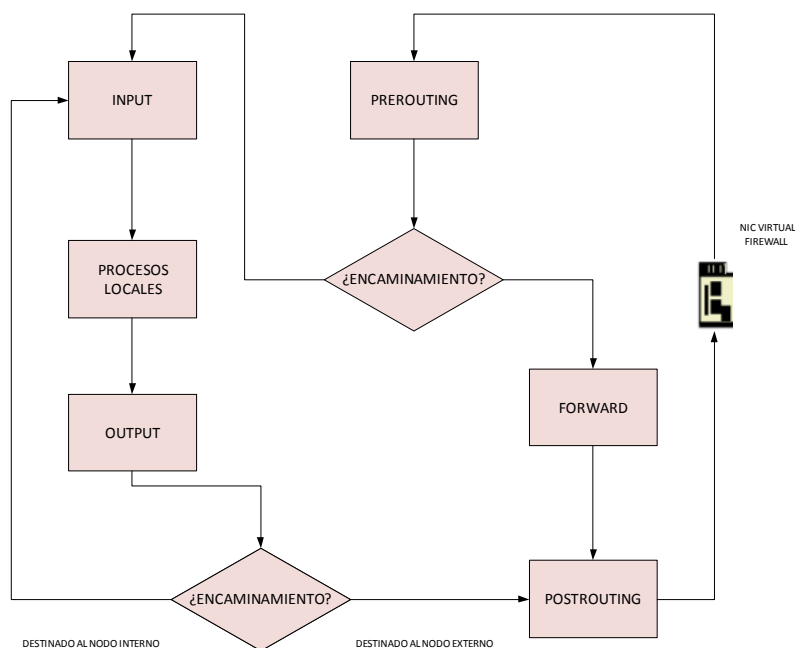 INPUT
PREROUTING
NIC VIRTUAL
FIREWALL
PROCESOS
LOCALES
¿ENCAMINAMIENTO?
FORWARD
OUTPUT
¿ENCAMINAMIENTO?
POSTROUTING
DESTINADO AL NODO INTERNO
DESTINADO AL NODO EXTERNO